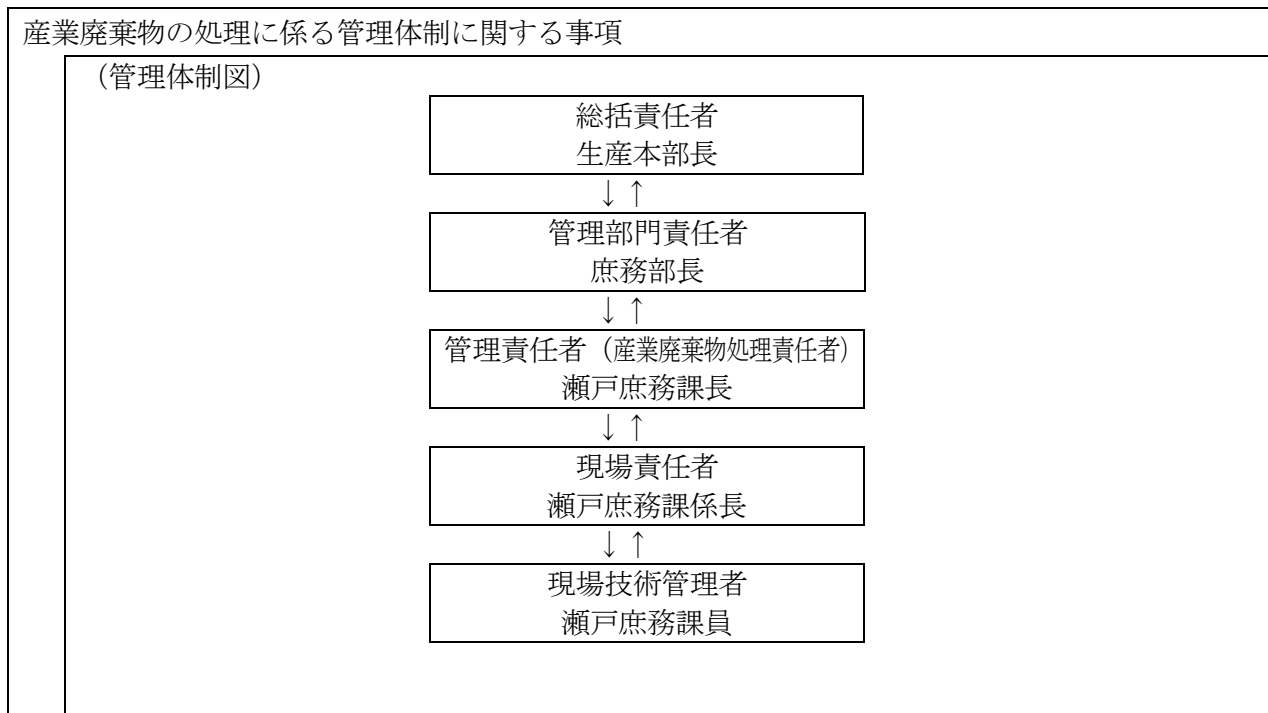 産業廃棄物の処理に係る管理体制に関する事項
（管理体制図）
総括責任者
生産本部長
↓ ↑
管理部門責任者
庶務部長
↓ ↑
管理責任者（産業廃棄物処理責任者）
瀬戸庶務課長
↓ ↑
現場責任者
瀬戸庶務課係長
↓ ↑
現場技術管理者
瀬戸庶務課員